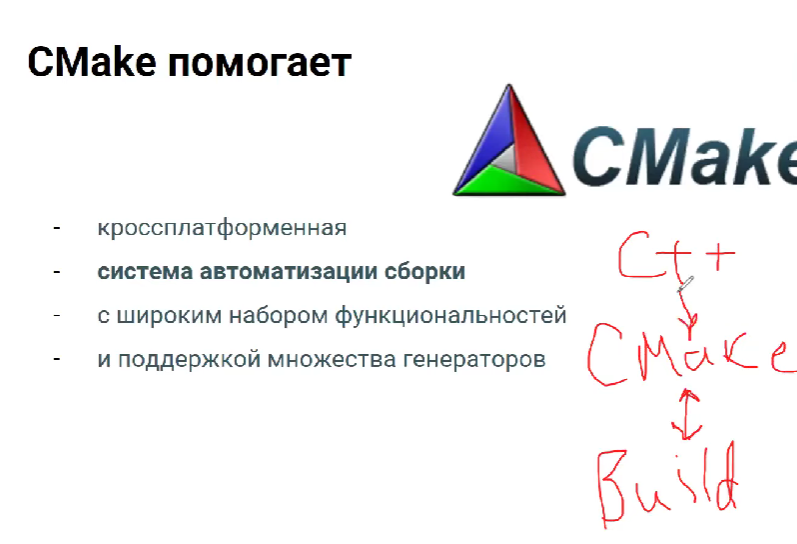 CMake помогает
CMake
- кроссплатформенная
- система автоматизации сборки
- с широким набором функциональностей
- и поддержкой множества генераторов
C++
CMake
Build